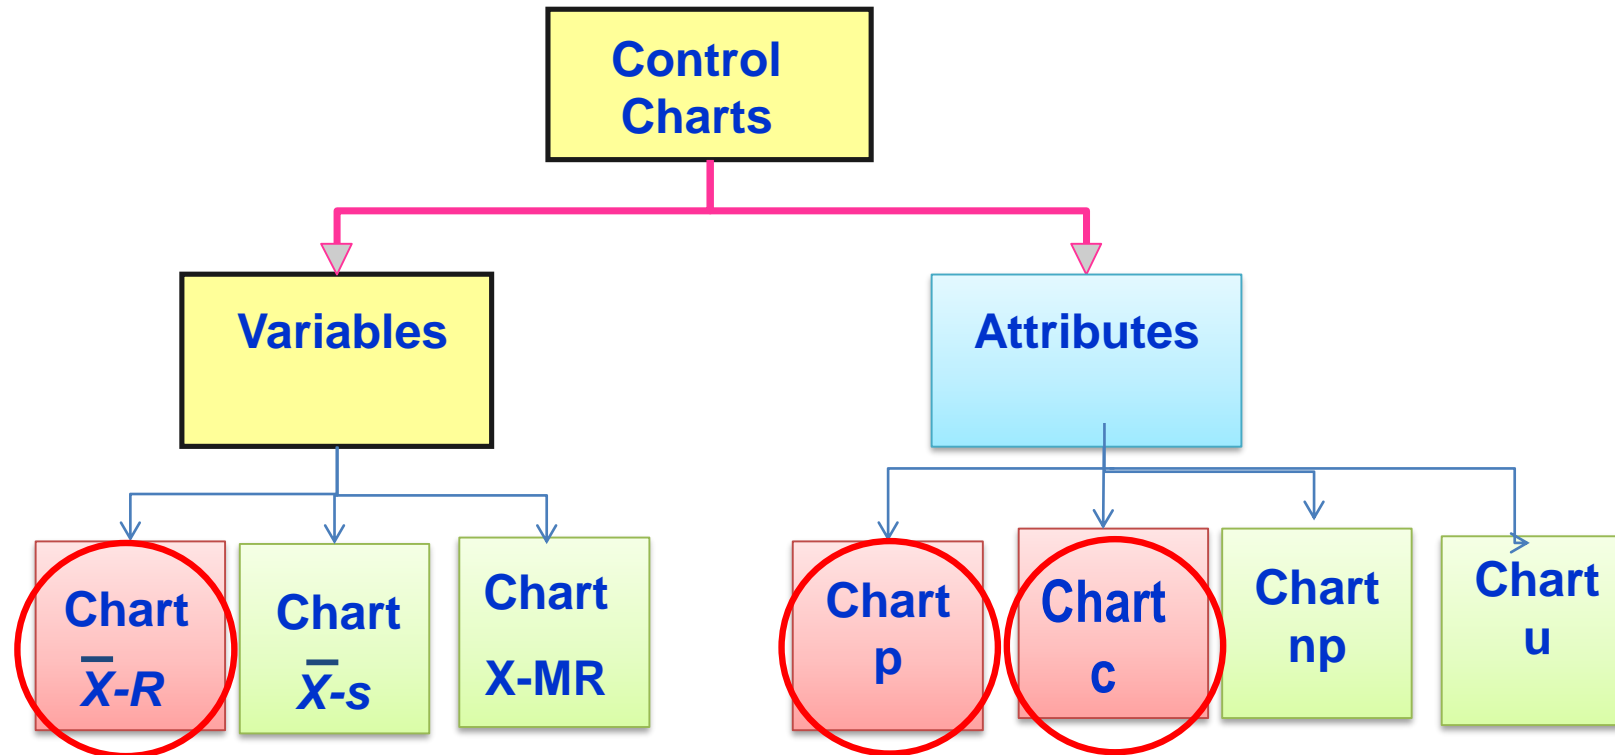 Control
Charts
Variables
Attributes
Chart
X̅-R
Chart
X̅-s
Chart
X-MR
Chart
p
Chart
c
Chart
np
Chart
u